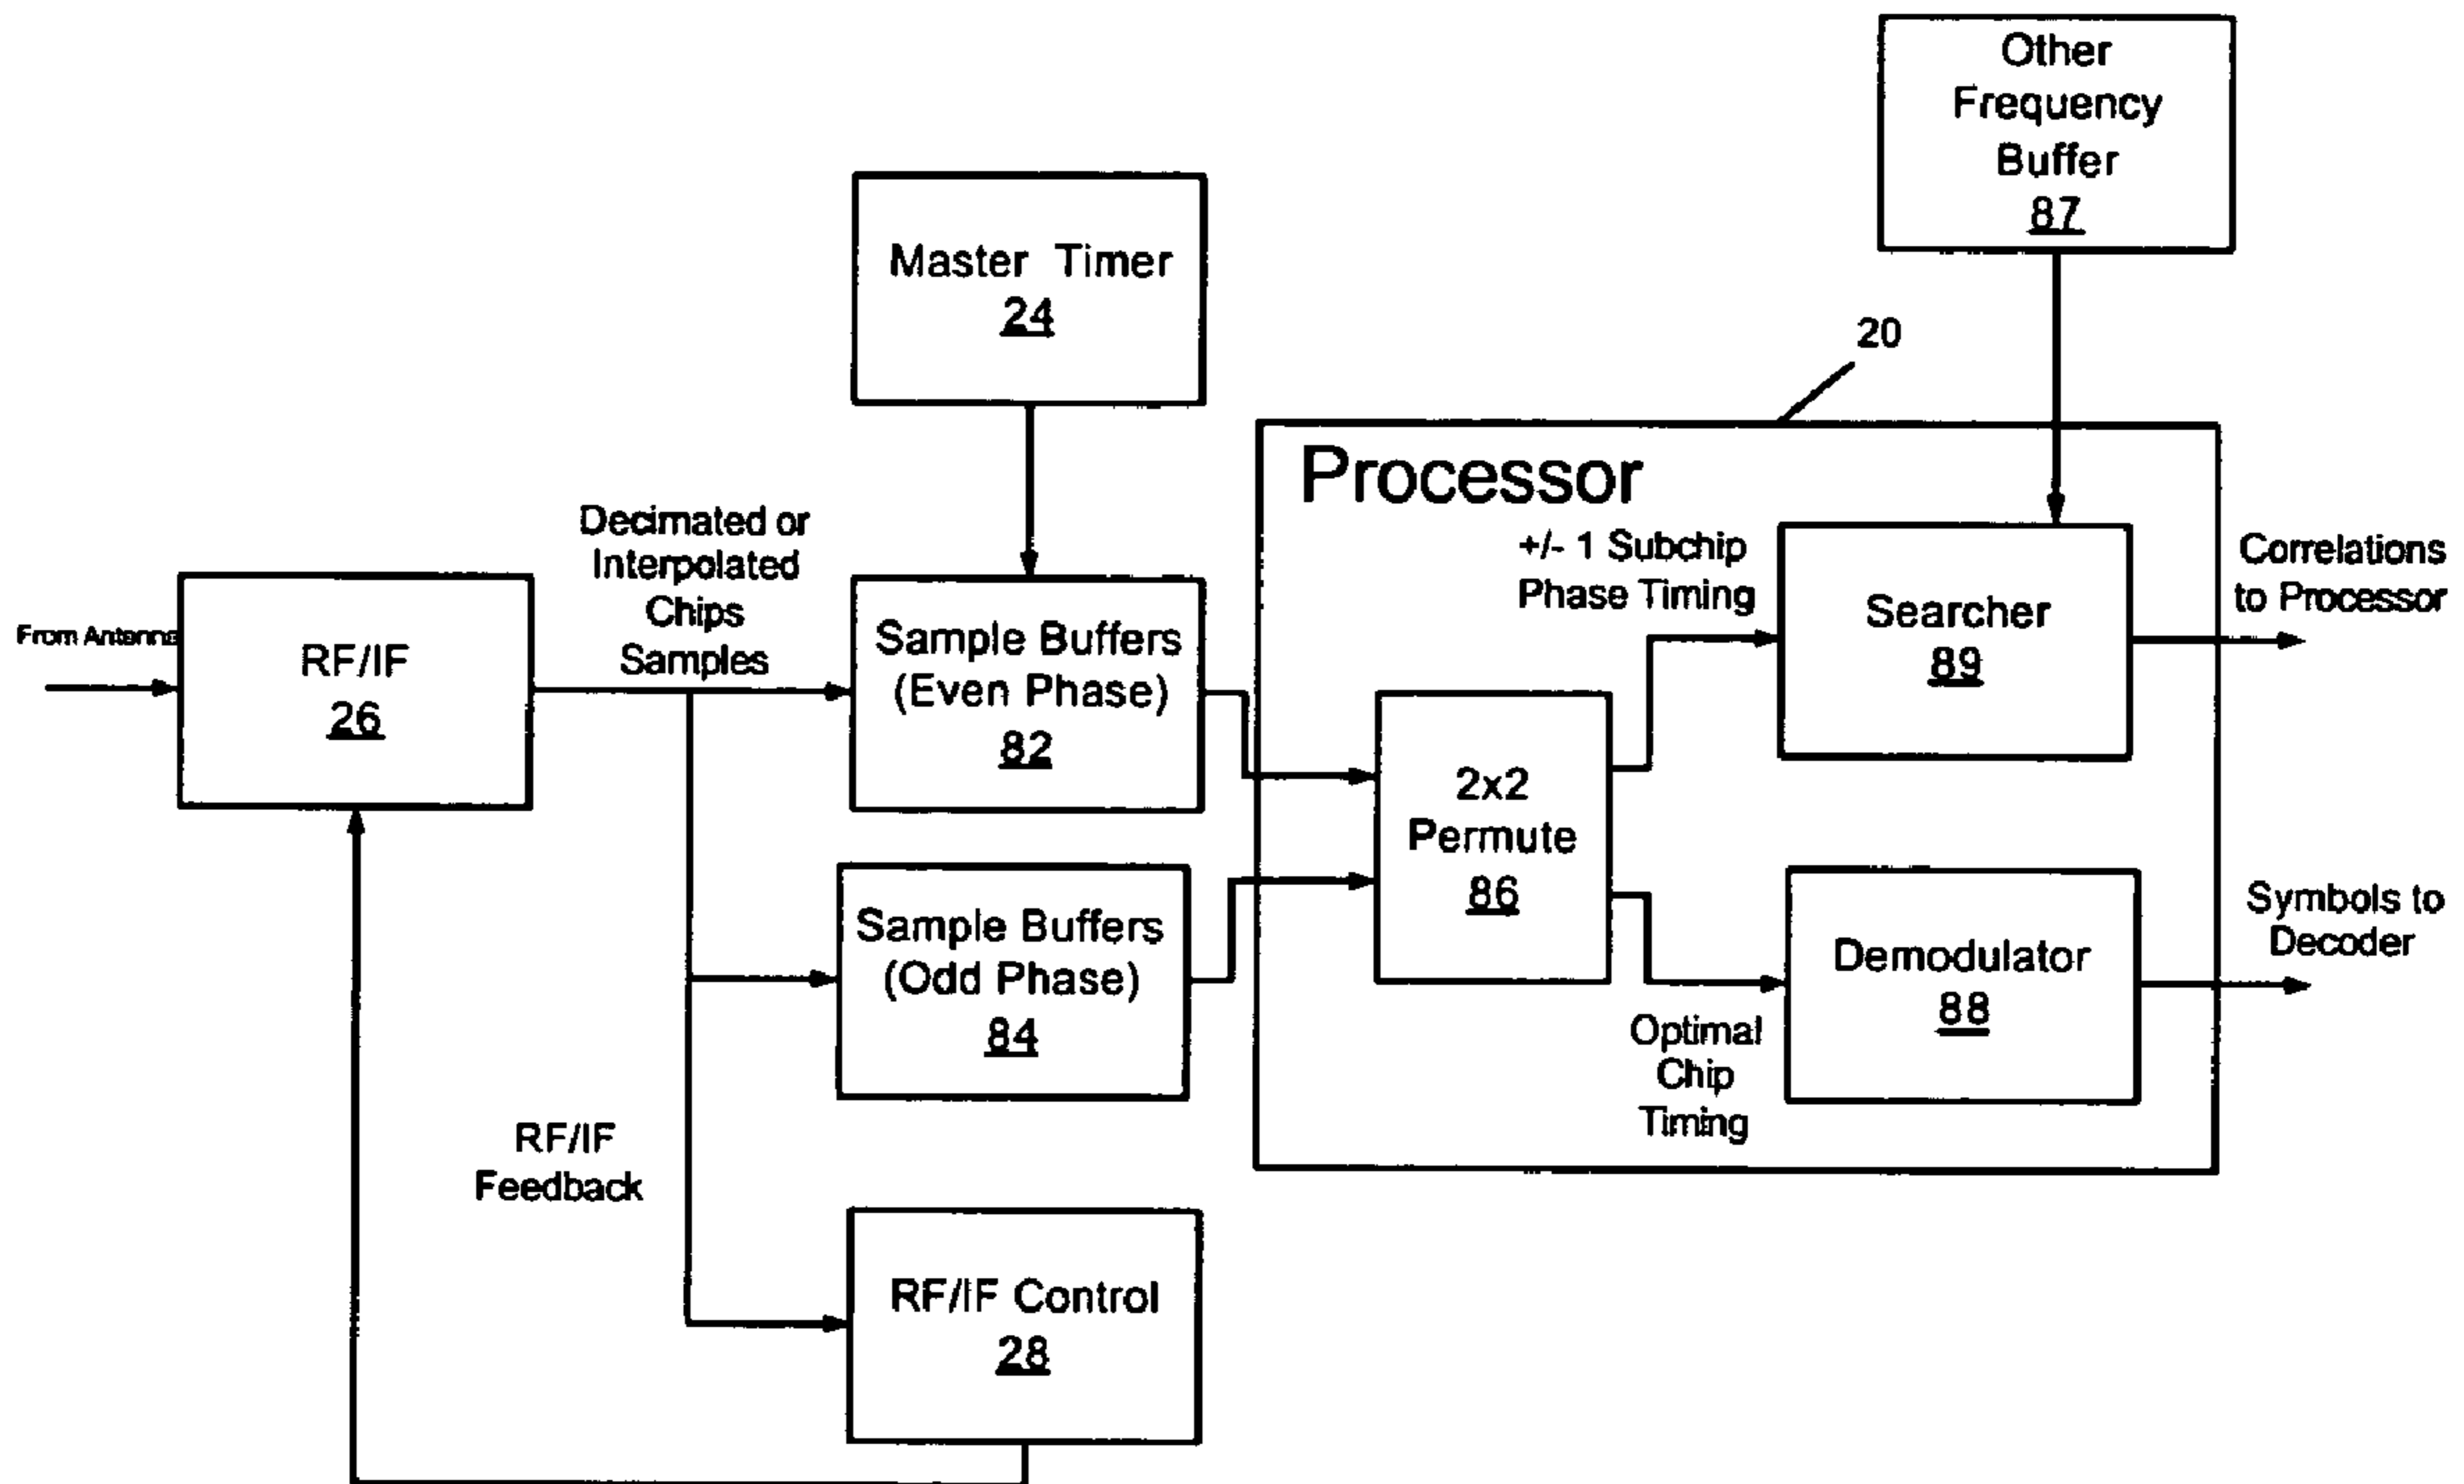 Other
Frequency
Buffer
87
Master Timer
24
20
Processor
Decimated or
Interpolated
Chips
Samples
+/- 1 Subchip
Phase Timing
Searcher
89
Correlations
to Processor
From Antenna
RF/IF
26
Sample Buffers
(Even Phase)
82
2x2
Permute
86
Sample Buffers
(Odd Phase)
84
Demodulator
88
Symbols to
Decoder
Optimal
Chip
Timing
RF/IF
Feedback
RF/IF Control
28